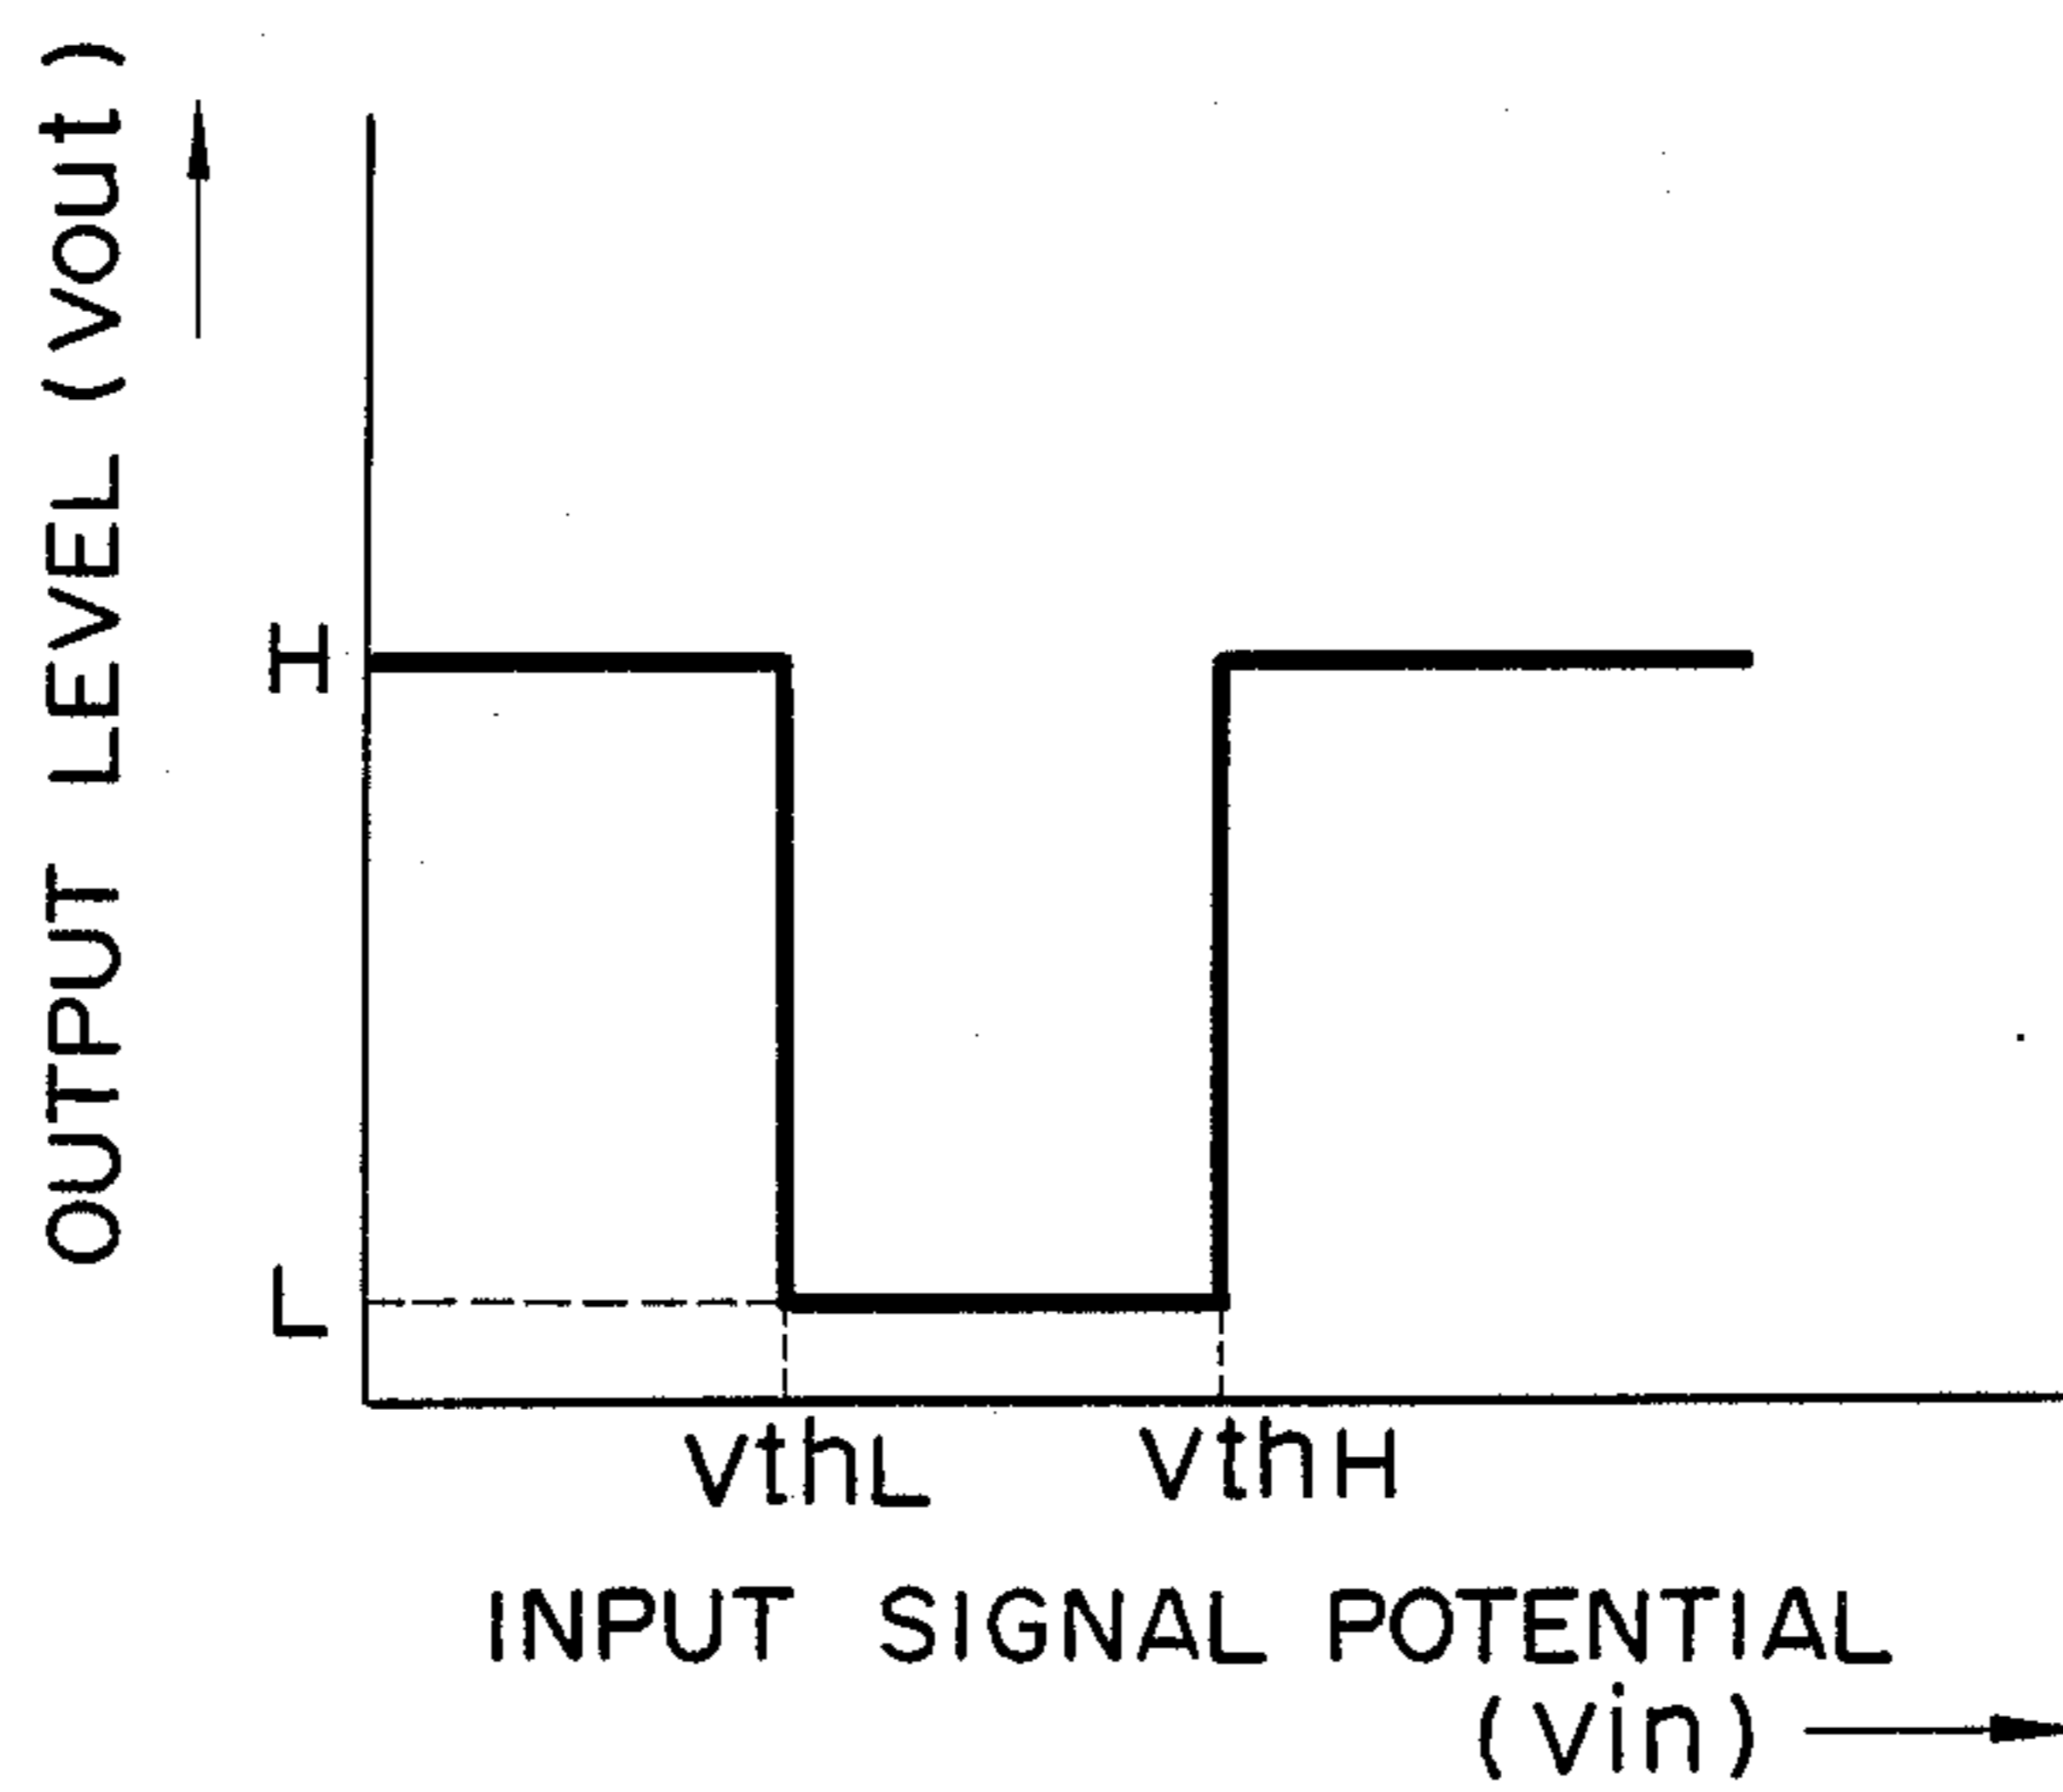 OUTPUT LEVEL (Vout)
H
L
VthL
VthH
INPUT SIGNAL POTENTIAL
(Vin)